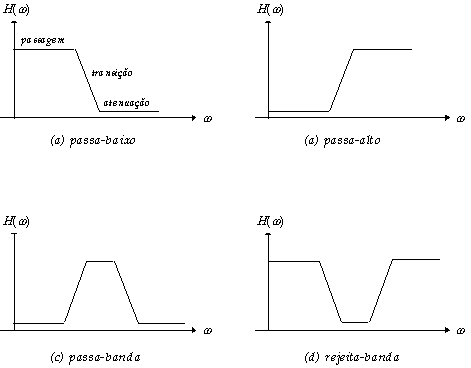 H(ω)
passagem
transição
atenuação
ω
(a) passa-baixo
H(ω)
ω
(a) passa-alto
H(ω)
ω
(c) passa-banda
H(ω)
ω
(d) rejeita-banda